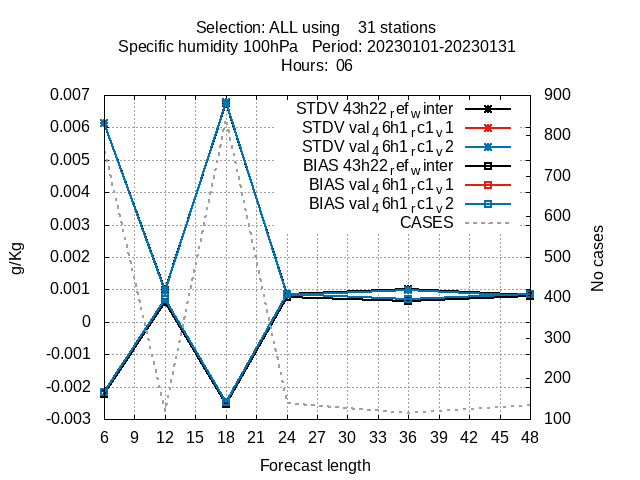 Selection: ALL using    31 stations
Specific humidity 100hPa   Period: 20230101-20230131
Hours:  06
0.007
0.006
0.005
0.004
0.003
0.002
0.001
0
-0.001
-0.002
-0.003
g/Kg
STDV 43h22_ref_winter
STDV val_46h1_rc1_v1
STDV val_46h1_rc1_v2
BIAS 43h22_ref_winter
BIAS val_46h1_rc1_v1
BIAS val_46h1_rc1_v2
CASES
900
800
700
600
500
400
300
200
100
No cases
6 9 12 15 18 21 24 27 30 33 36 39 42 45 48
Forecast length